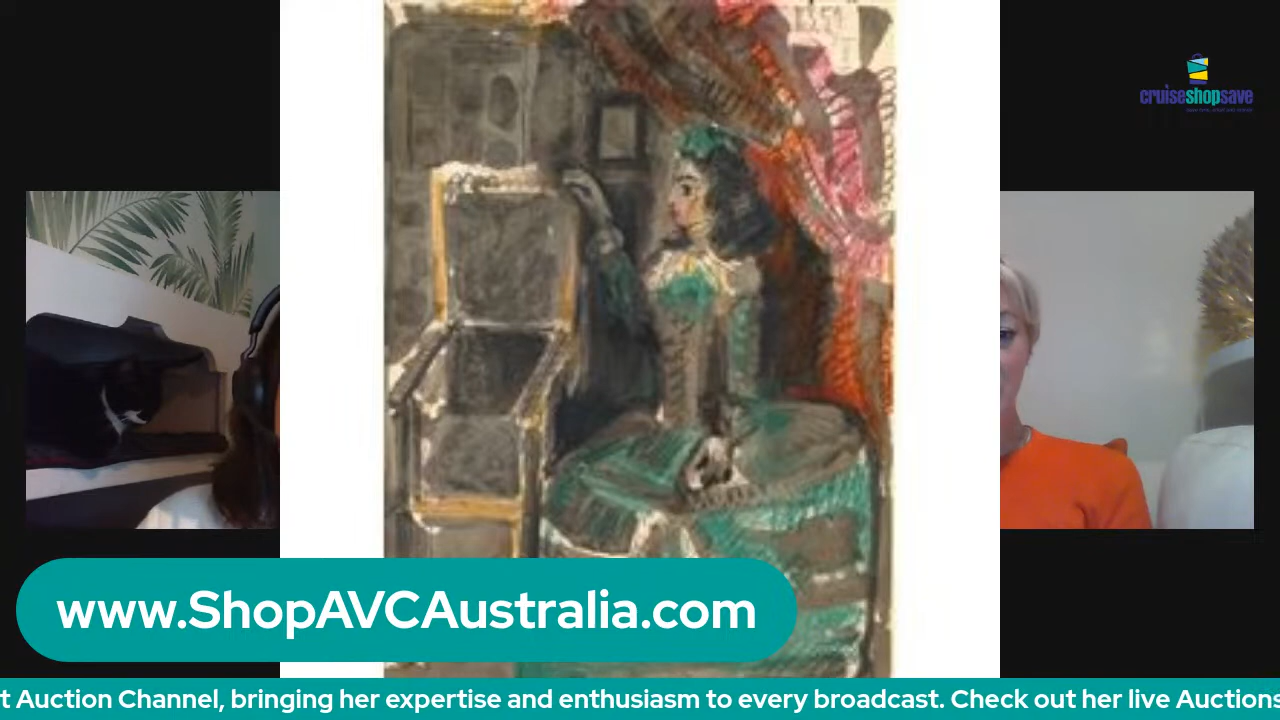 cruiseshopsave
www.ShopAVCAustralia.com
t Auction Channel, bringing her expertise and enthusiasm to every broadcast. Check out her live Auctions